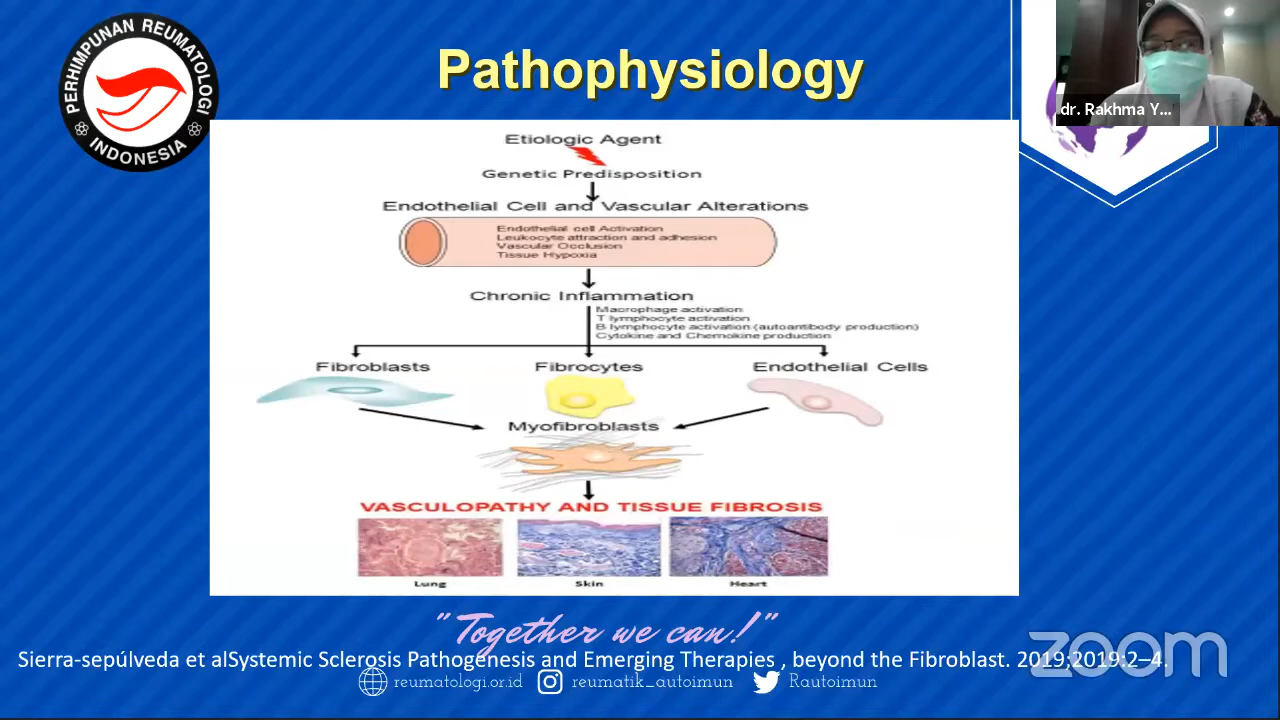 PERHIMPUNAN REUMATOLOGI
INDONESIA
Pathophysiology
dr. Rakhma Y...
Etiologic Agent
Genetic Predisposition
Endothelial Cell and Vascular Alterations
Endothelial cell Activation
Leukocyte attraction and adhesion
Vascular Occlusion
Tissue Hypoxia
Chronic Inflammation
Macrophage activation
T lymphocyte activation
B lymphocyte activation (autoantibody production)
Cytokine and Chemokine production
Fibroblasts
Fibrocytes
Endothelial Cells
Myofibroblasts
VASCULOPATHY AND TISSUE FIBROSIS
Lung
Skin
Heart
"Together we can!"
Sierra-sepúlveda et alSystemic Sclerosis Pathogenesis and Emerging Therapies , beyond the Fibroblast. 2019;2019:2–4.
zoom
reumatologi.or.id
reumatik_autoimun
Rautoimun